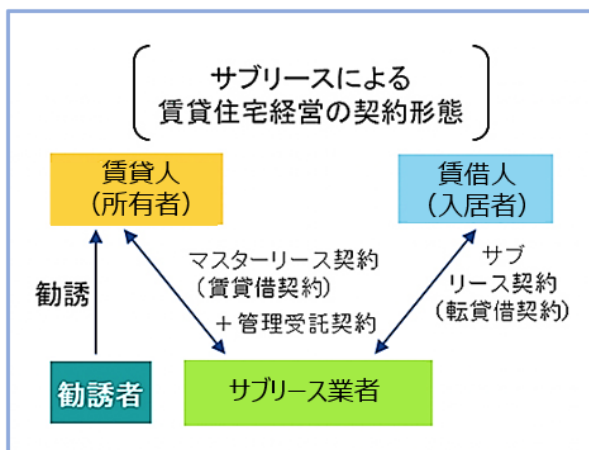 サブリースによる
賃貸住宅経営の契約形態
賃貸人
(所有者)
賃借人
(入居者)
勧誘
マスターリース契約
(賃貸借契約)
＋管理受託契約
サブ
リース契約
(転貸借契約)
勧誘者
サブリース業者